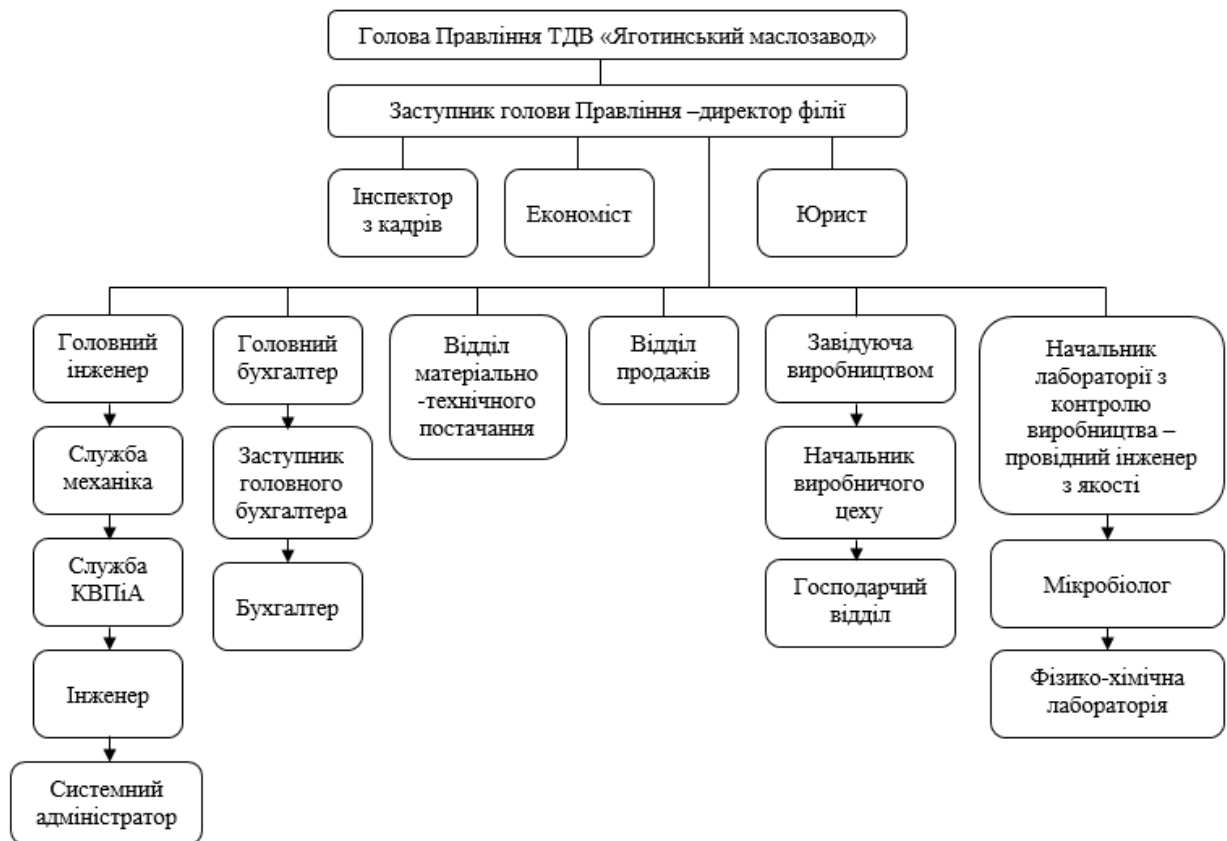 Голова Правління ТДВ «Яготинський маслозавод»
Заступник голови Правління –директор філії
Інспектор
з кадрів
Економіст
Юрист
Головний
інженер
Головний
бухгалтер
Відділ
матеріально
-технічного
постачання
Відділ
продажів
Завідуюча
виробництвом
Начальник
лабораторії з
контролю
виробництва –
провідний інженер
з якості
Служба
механіка
Заступник
головного
бухгалтера
Начальник
виробничого
цеху
Служба
КВПіА
Бухгалтер
Господарчий
відділ
Мікробіолог
Інженер
Фізико-хімічна
лабораторія
Системний
адміністратор